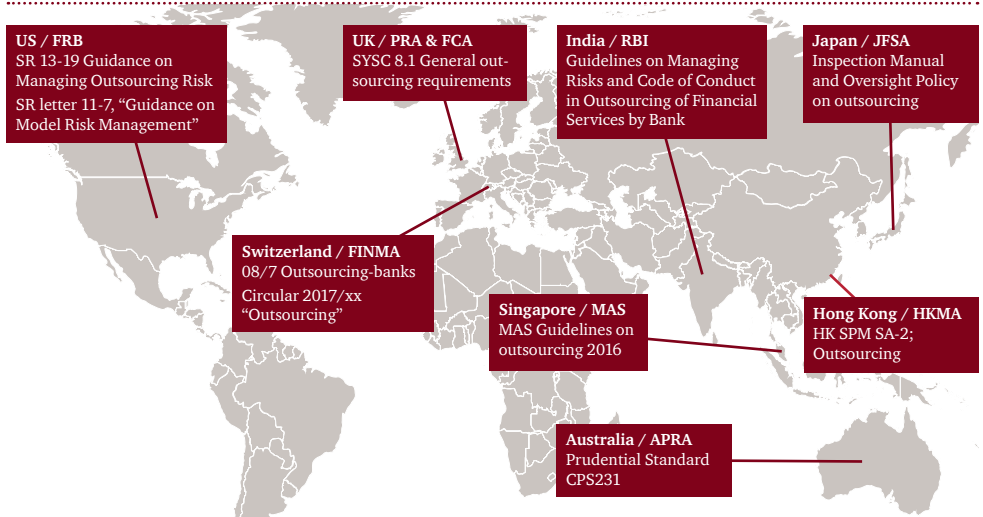 US / FRB
SR 13-19 Guidance on
Managing Outsourcing Risk
SR letter 11-7, “Guidance on
Model Risk Management”
UK / PRA & FCA
SYSC 8.1 General out-
sourcing requirements
India / RBI
Guidelines on Managing
Risks and Code of Conduct
in Outsourcing of Financial
Services by Bank
Japan / JFSA
Inspection Manual
and Oversight Policy
on outsourcing
Switzerland / FINMA
08/7 Outsourcing-banks
Circular 2017/xx
“Outsourcing”
Singapore / MAS
MAS Guidelines on
outsourcing 2016
Hong Kong / HKMA
HK SPM SA-2;
Outsourcing
Australia / APRA
Prudential Standard
CPS231